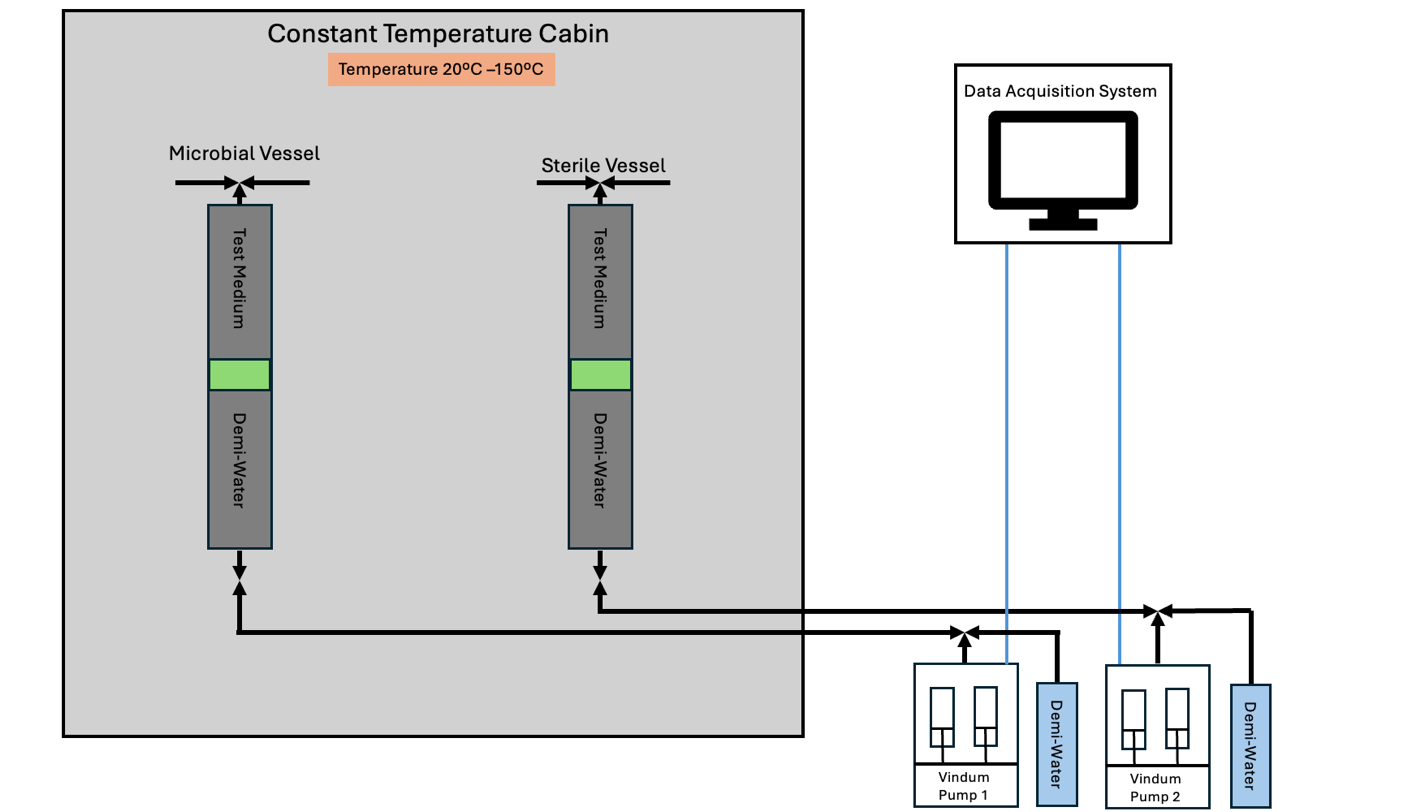 Constant Temperature Cabin
Temperature 20ºC –150ºC
Data Acquisition System
Microbial Vessel
Sterile Vessel
Test Medium
Test Medium
Demi-Water
Demi-Water
Demi-Water
Demi-Water
Vindum
Pump 1
Vindum
Pump 2